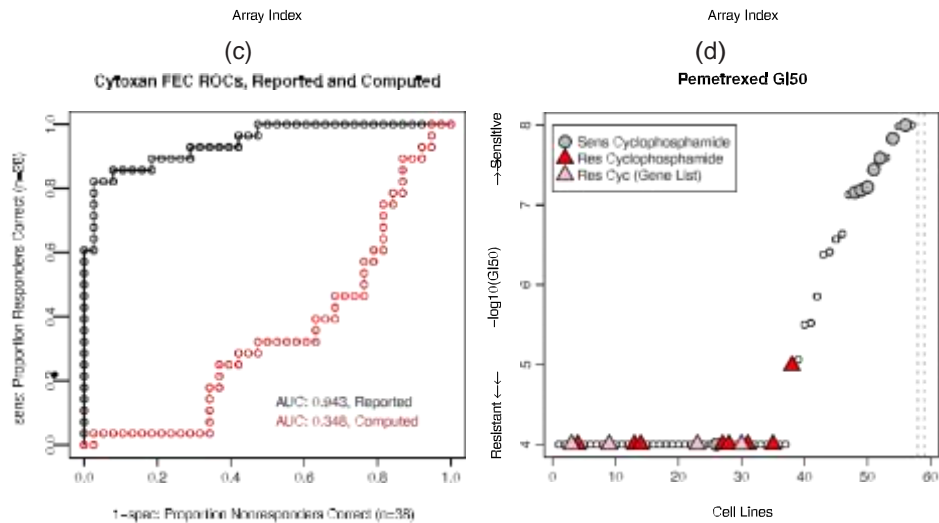 Array Index
Array Index
(c)
(d)
Cytoxan FEC ROCs, Reported and Computed
Pemetrexed GI50
sens: Proportion Responders Correct (n=28)
1.0
0.8
0.6
0.4
0.2
0.0
AUC: 0.943, Reported
AUC: 0.348, Computed
0.0
0.2
0.4
0.6
0.8
1.0
1-spec: Proportion Nonresponders Correct (n=38)
→Sensitive
-log10(GI50)
Resistant ←←
8
7
6
5
4
Sens Cyclophosphamide
Res Cyclophosphamide
Res Cyc (Gene List)
0
10
20
30
40
50
60
Cell Lines